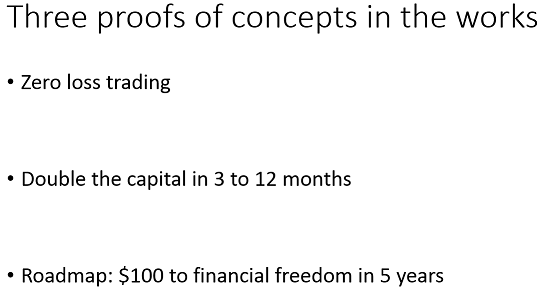 Three proofs of concepts in the works
• Zero loss trading
• Double the capital in 3 to 12 months
• Roadmap: $100 to financial freedom in 5 years